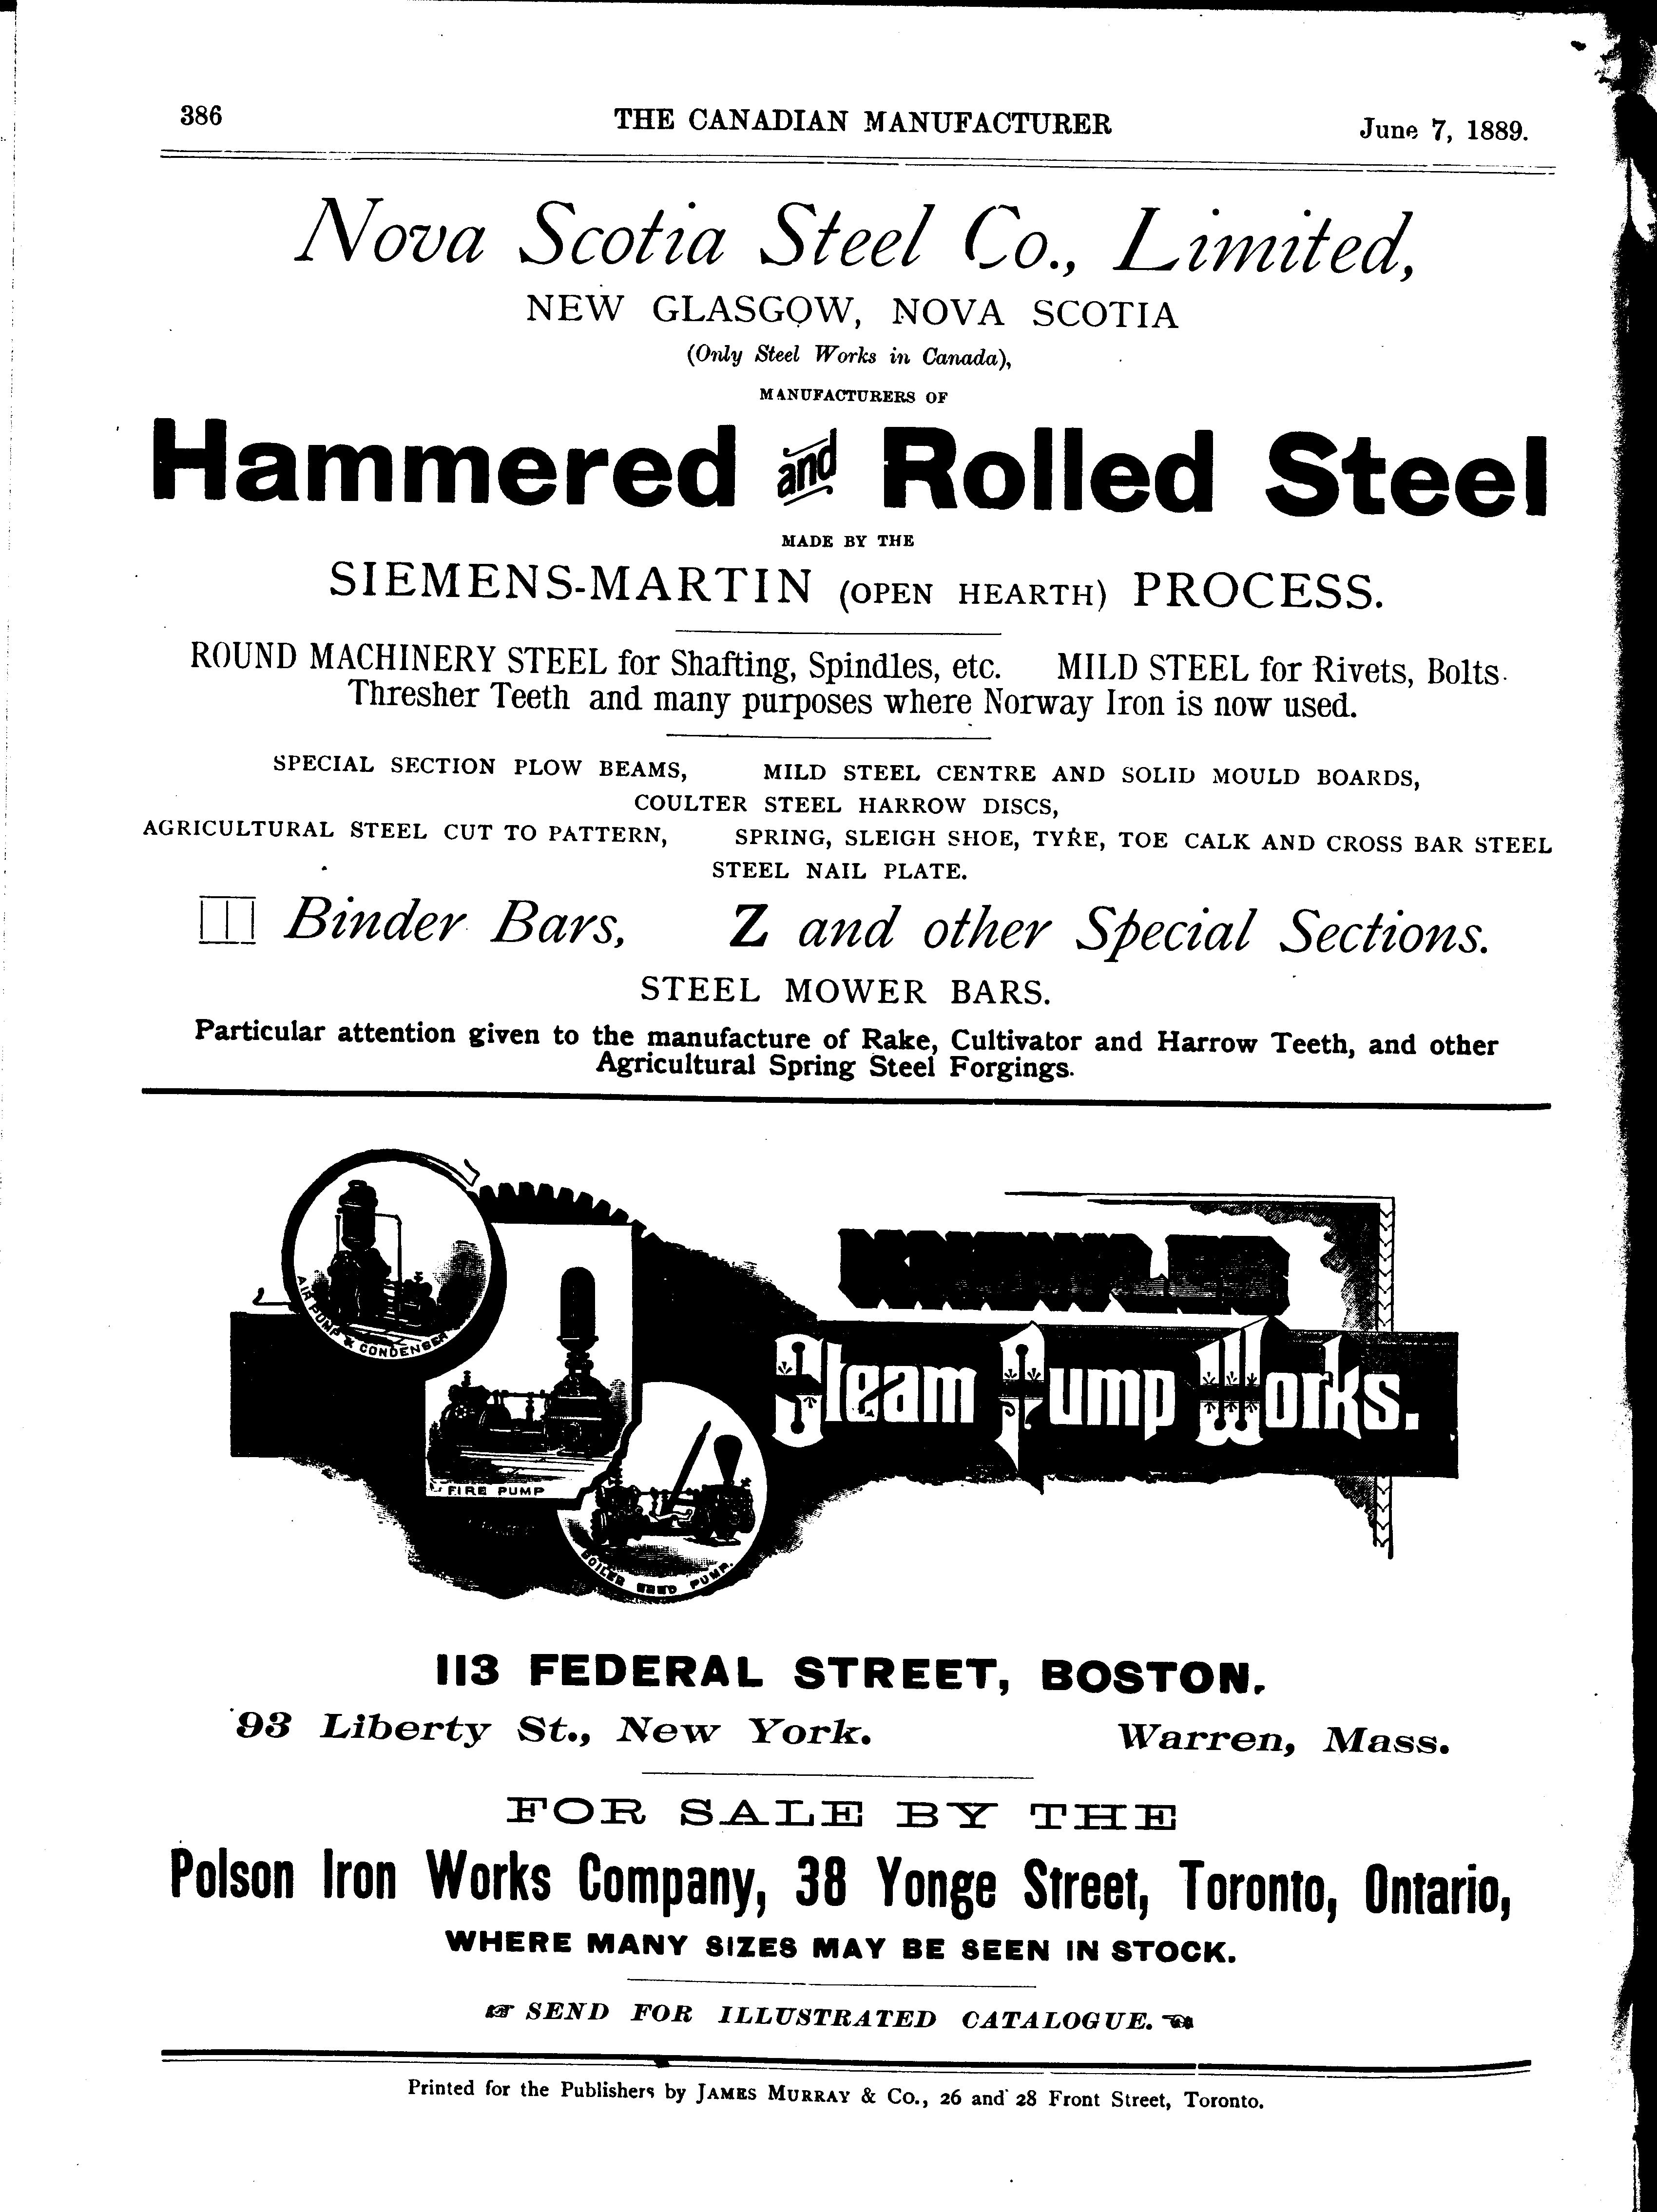 386
THE CANADIAN MANUFACTURER
June 7, 1889.
Nova Scotia Steel Co., Limited,
NEW GLASGOW, NOVA SCOTIA
(Only Steel Works in Canada),
MANUFACTURERS OF
Hammered and Rolled Steel
MADE BY THE
SIEMENS-MARTIN (OPEN HEARTH) PROCESS.
ROUND MACHINERY STEEL for Shafting, Spindles, etc. MILD STEEL for Rivets, Bolts.
Thresher Teeth and many purposes where Norway Iron is now used.
SPECIAL SECTION PLOW BEAMS, MILD STEEL CENTRE AND SOLID MOULD BOARDS,
COULTER STEEL HARROW DISCS,
AGRICULTURAL STEEL CUT TO PATTERN, SPRING, SLEIGH SHOE, TYRE, TOE CALK AND CROSS BAR STEEL
STEEL NAIL PLATE.
Binder Bars, Z and other Special Sections.
STEEL MOWER BARS.
Particular attention given to the manufacture of Rake, Cultivator and Harrow Teeth, and other
Agricultural Spring Steel Forgings.
AIR PUMP & CONDENSER
FIRE PUMP
BOILER FEED PUMP.
Steam Pump Works.
113 FEDERAL STREET, BOSTON.
93 Liberty St., New York. Warren, Mass.
FOR SALE BY THE
Polson Iron Works Company, 38 Yonge Street, Toronto, Ontario,
WHERE MANY SIZES MAY BE SEEN IN STOCK.
☞ SEND FOR ILLUSTRATED CATALOGUE. ☜
Printed for the Publishers by JAMES MURRAY & Co., 26 and 28 Front Street, Toronto.